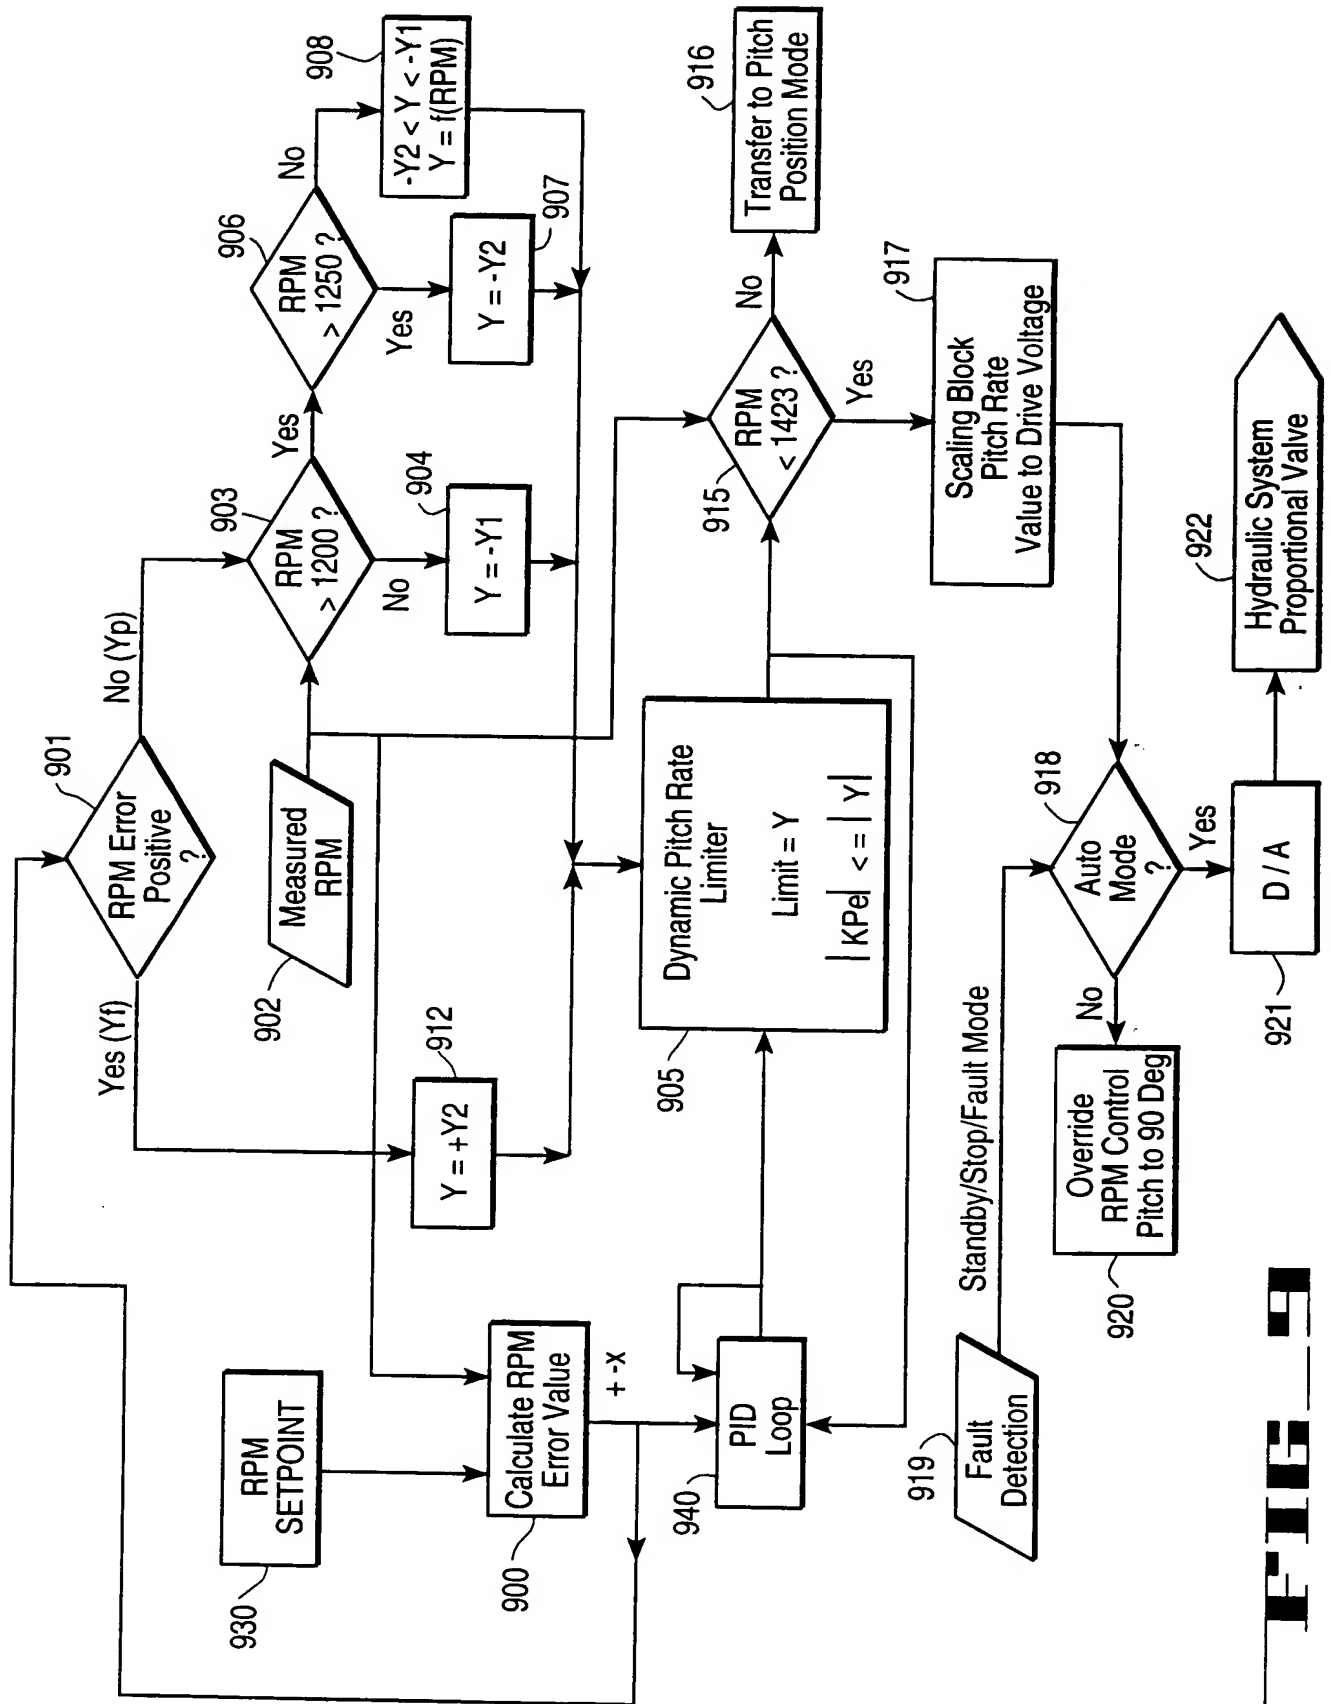 901
RPM Error
Positive
?
Yes (Yf)
No (Yp)
902
Measured
RPM
903
RPM
> 1200 ?
Yes
No
904
Y = -Y1
906
RPM
> 1250 ?
No
Yes
907
Y = -Y2
908
-Y2 < Y < -Y1
Y = f(RPM)
912
Y = +Y2
930
RPM
SETPOINT
900
Calculate RPM
Error Value
+ -x
940
PID
Loop
905
Dynamic Pitch Rate
Limiter
Limit = Y
|KPe| <= |Y|
915
RPM
< 1423 ?
No
Yes
916
Transfer to Pitch
Position Mode
917
Scaling Block
Pitch Rate
Value to Drive Voltage
919
Fault
Detection
Standby/Stop/Fault Mode
918
Auto
Mode
?
No
Yes
920
Override
RPM Control
Pitch to 90 Deg
921
D / A
922
Hydraulic System
Proportional Valve
FIG_9